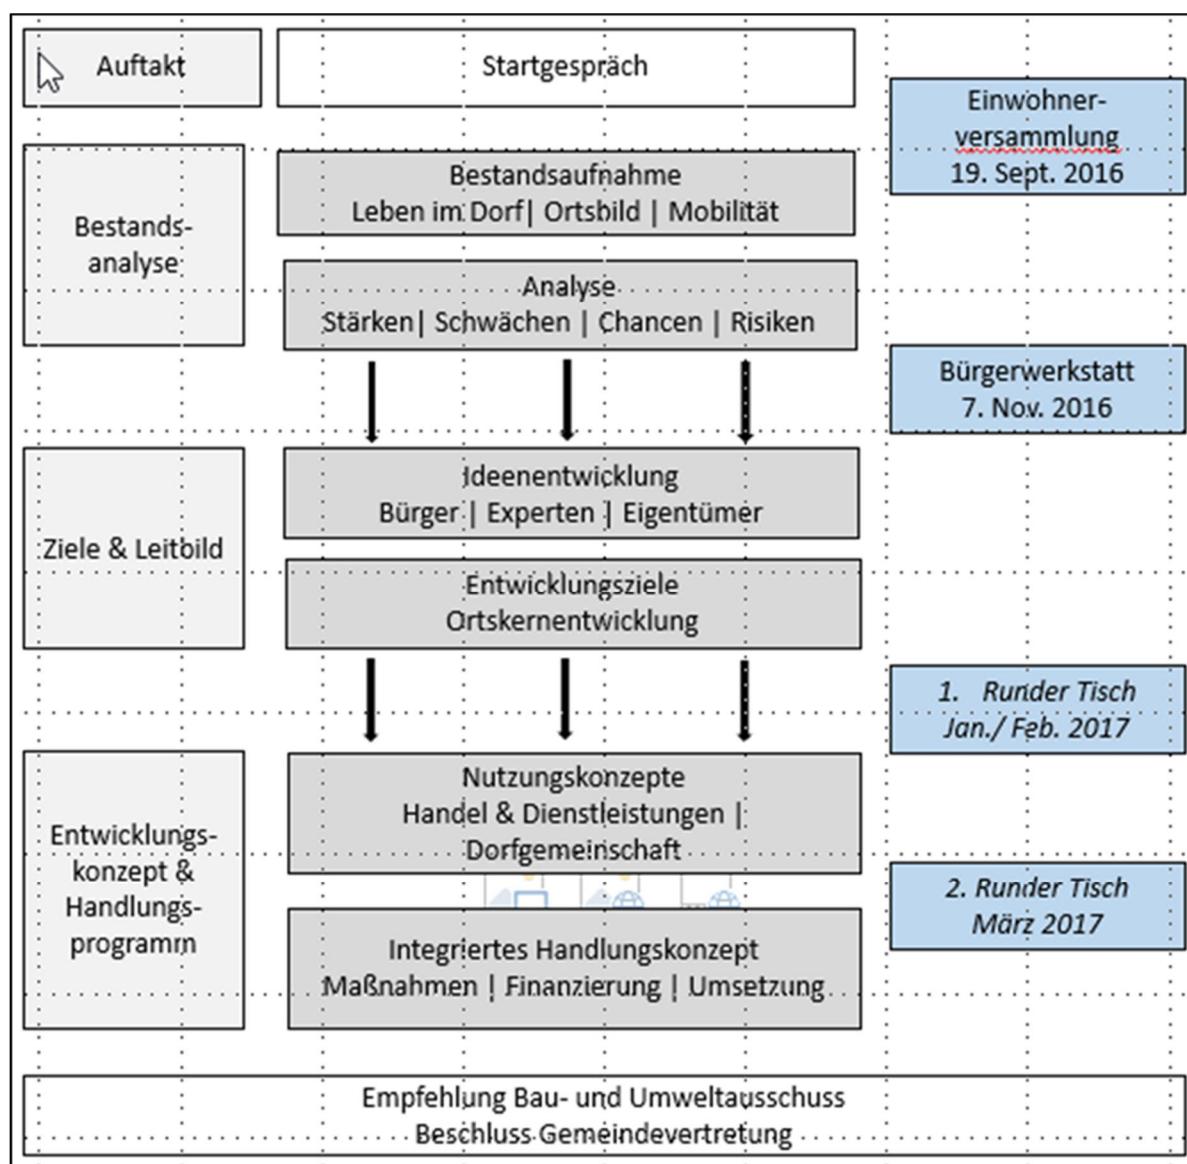 Auftakt
Startgespräch
Einwohner-
versammlung
19. Sept. 2016
Bestands-
analyse
Bestandsaufnahme
Leben im Dorf| Ortsbild | Mobilität
Analyse
Stärken| Schwächen | Chancen | Risiken
Bürgerwerkstatt
7. Nov. 2016
Ziele & Leitbild
Ideenentwicklung
Bürger | Experten | Eigentümer
Entwicklungsziele
Ortskernentwicklung
1. Runder Tisch
Jan./ Feb. 2017
Entwicklungs-
konzept &
Handlungs-
programm
Nutzungskonzepte
Handel & Dienstleistungen |
Dorfgemeinschaft
2. Runder Tisch
März 2017
Integriertes Handlungskonzept
Maßnahmen | Finanzierung | Umsetzung
Empfehlung Bau- und Umweltausschuss
Beschluss Gemeindevertretung